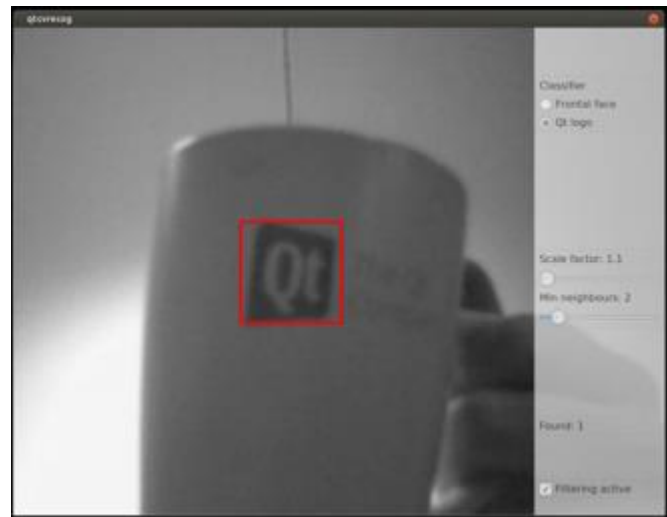 qtcvrecog
Classifier
Frontal face
Qt logo
Qt
Scale factor: 1.1
Min neighbours: 2
Found: 1
Filtering active